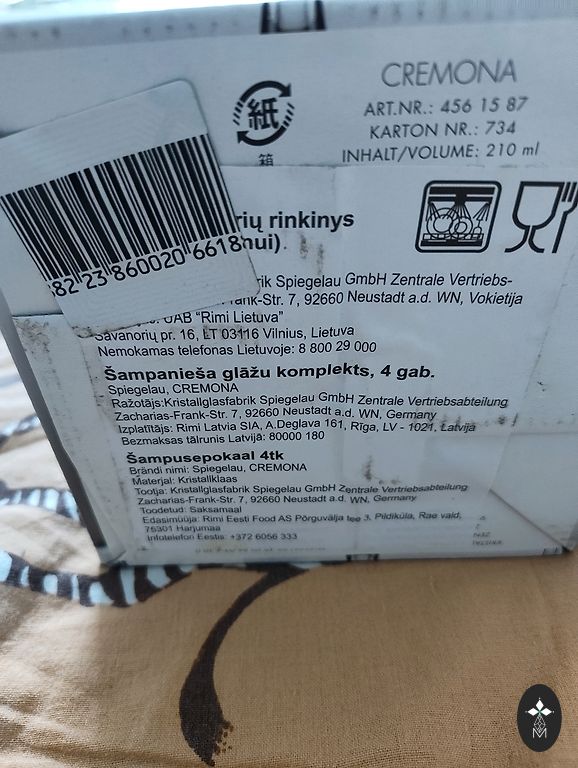 CREMONA
ART.NR.: 456 15 87
KARTON NR.: 734
INHALT/VOLUME: 210 ml
紙
箱
82 23 860020 6618
rių rinkinys
hui).
rik Spiegelau GmbH Zentrale Vertriebs-
rank-Str. 7, 92660 Neustadt a.d. WN, Vokietija
UAB "Rimi Lietuva"
Savanorių pr. 16, LT 03116 Vilnius, Lietuva
Nemokamas telefonas Lietuvoje: 8 800 29 000
Šampanieša glāžu komplekts, 4 gab.
Spiegelau, CREMONA
Ražotājs:Kristallglasfabrik Spiegelau GmbH Zentrale Vertriebsabteilung
Zacharias-Frank-Str. 7, 92660 Neustadt a.d. WN, Germany
Izplatītājs: Rimi Latvia SIA, A.Deglava 161, Rīga, LV - 1021, Latvija
Bezmaksas tālrunis Latvijā: 80000 180
Šampusepokaal 4tk
Brändi nimi: Spiegelau, CREMONA
Materjal: Kristallklaas
Tootja: Kristallglasfabrik Spiegelau GmbH Zentrale Vertriebsabteilung
Zacharias-Frank-Str. 7, 92660 Neustadt a.d. WN, Germany
Toodetud: Saksamaal
Edasimüüja: Rimi Eesti Food AS Põrguvälja tee 3, Pildiküla, Rae vald,
75301 Harjumaa
Infotelefon Eestis: +372 6056 333
M